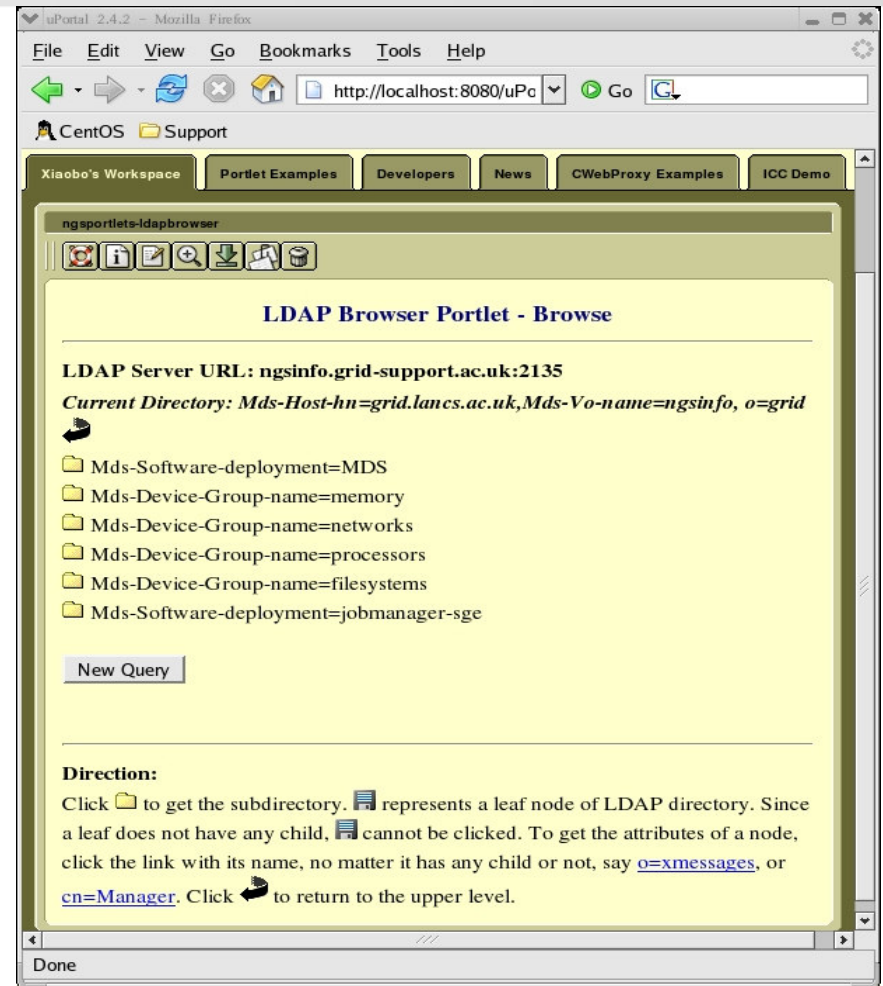 uPortal 2.4.2 - Mozilla Firefox
File Edit View Go Bookmarks Tools Help
http://localhost:8080/uPo Go G
CentOS Support
Xiaobo's Workspace Portlet Examples Developers News CWebProxy Examples ICC Demo
ngsportlets-ldapbrowser
LDAP Browser Portlet - Browse
LDAP Server URL: ngsinfo.grid-support.ac.uk:2135
Current Directory: Mds-Host-hn=grid.lancs.ac.uk,Mds-Vo-name=ngsinfo, o=grid
Mds-Software-deployment=MDS
Mds-Device-Group-name=memory
Mds-Device-Group-name=networks
Mds-Device-Group-name=processors
Mds-Device-Group-name=filesystems
Mds-Software-deployment=jobmanager-sge
New Query
Direction:
Click to get the subdirectory. represents a leaf node of LDAP directory. Since
a leaf does not have any child, cannot be clicked. To get the attributes of a node,
click the link with its name, no matter it has any child or not, say o=xmessages, or
cn=Manager. Click to return to the upper level.
Done